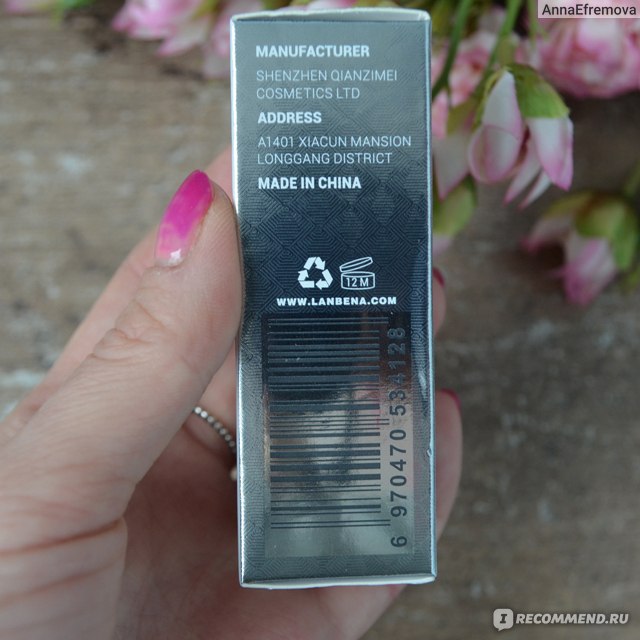 AnnaEfremova
MANUFACTURER
SHENZHEN QIANZIMEI
COSMETICS LTD
ADDRESS
A1401 XIACUN MANSION
LONGGANG DISTRICT
MADE IN CHINA
12 M
WWW.LANBENA.COM
6 970470 534128
I RECOMMEND.RU